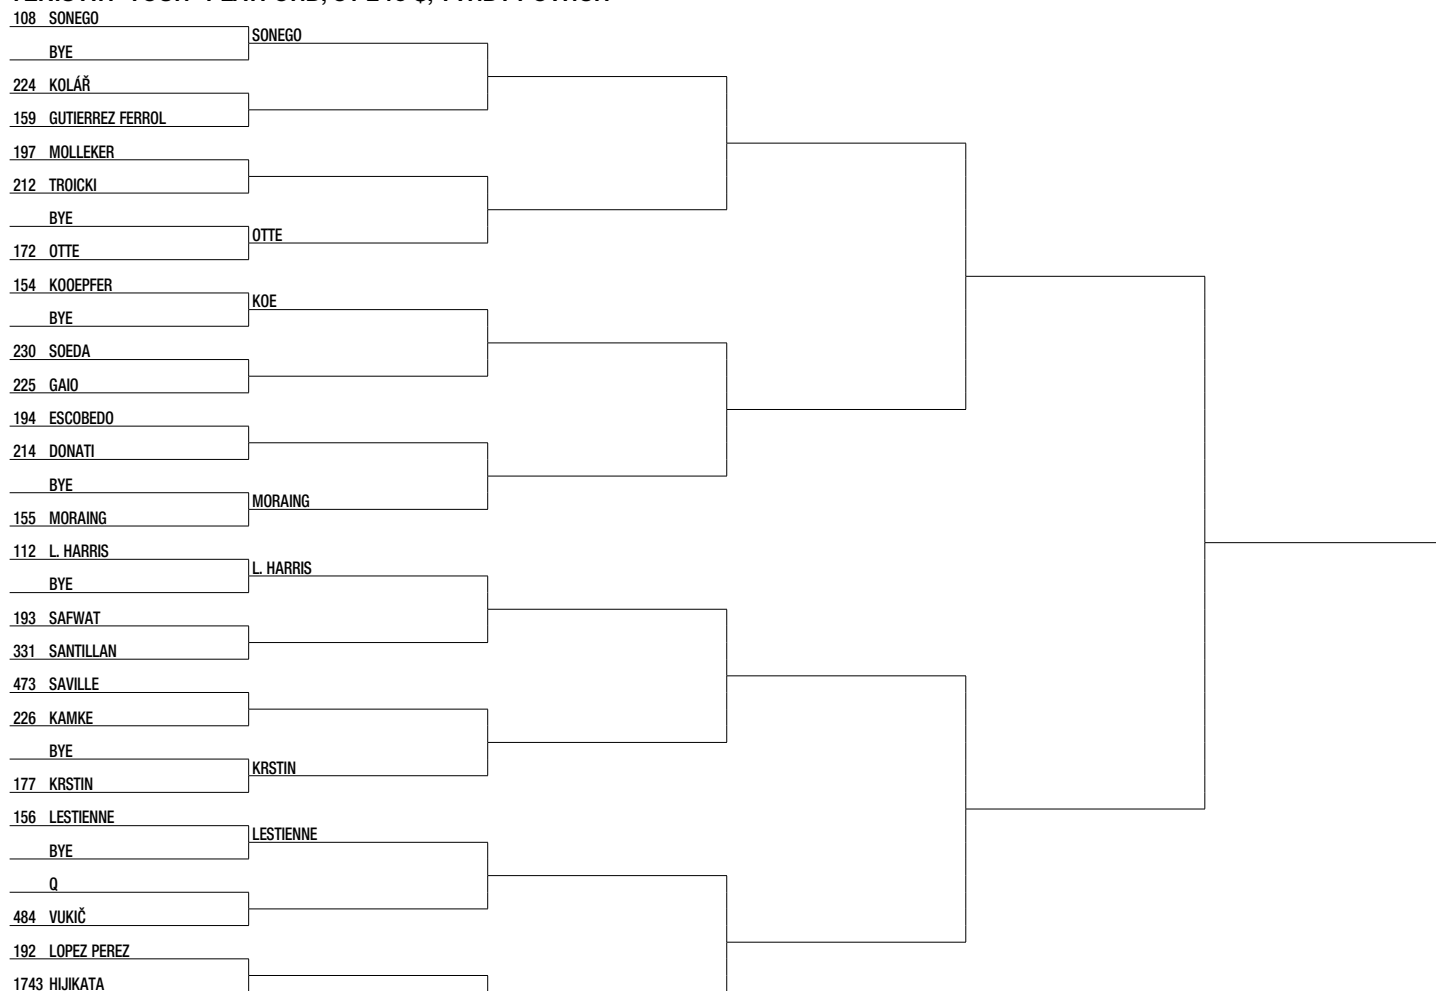 108 SONEGO
SONEGO
BYE
224 KOLÁŘ
159 GUTIERREZ FERROL
197 MOLLEKER
212 TROICKI
BYE
OTTE
172 OTTE
154 KOOEPFER
KOE
BYE
230 SOEDA
225 GAIO
194 ESCOBEDO
214 DONATI
BYE
MORAING
155 MORAING
112 L. HARRIS
L. HARRIS
BYE
193 SAFWAT
331 SANTILLAN
473 SAVILLE
226 KAMKE
BYE
KRSTIN
177 KRSTIN
156 LESTIENNE
LESTIENNE
BYE
Q
484 VUKIČ
192 LOPEZ PEREZ
1743 HIJIKATA